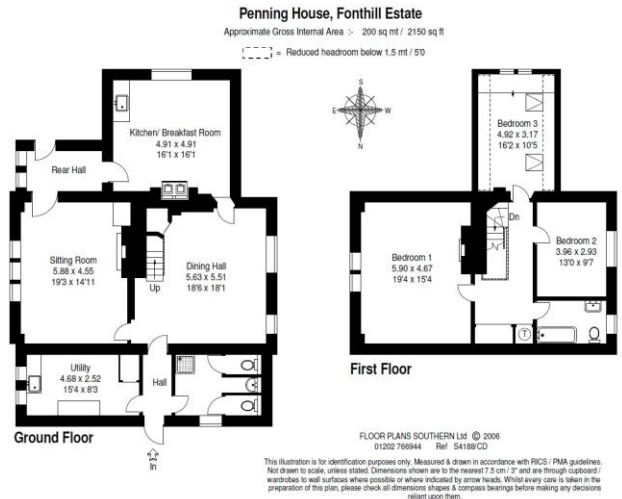 Penning House, Fonthill Estate
Approximate Gross Internal Area :- 200 sq mt / 2150 sq ft
= Reduced headroom below 1.5 mt / 5'0
S
E
W
N
Kitchen/ Breakfast Room
4.91 x 4.91
16'1 x 16'1
Rear Hall
Sitting Room
5.88 x 4.55
19'3 x 14'11
Up
Dining Hall
5.63 x 5.51
18'6 x 18'1
Utility
4.68 x 2.52
15'4 x 8'3
Hall
Ground Floor
In
Bedroom 3
4.92 x 3.17
16'2 x 10'5
Dn
Bedroom 1
5.90 x 4.67
19'4 x 15'4
Bedroom 2
3.96 x 2.93
13'0 x 9'7
T
First Floor
FLOOR PLANS SOUTHERN Ltd © 2006
01202 766944 Ref S4188/CD
This illustration is for identification purposes only. Measured & drawn in accordance with RICS / PMA guidelines.
Not drawn to scale, unless stated. Dimensions shown are to the nearest 7.5 cm / 3" and are through cupboard /
wardrobes to wall surfaces where possible or where indicated by arrow heads. Whilst every care is taken in the
preparation of this plan, please check all dimensions shapes & compass bearings before making any decisions
reliant upon them.